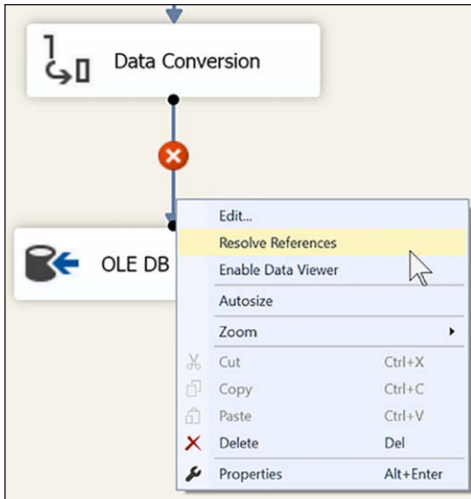 Data Conversion
OLE DB
Edit...
Resolve References
Enable Data Viewer
Autosize
Zoom
Cut Ctrl+X
Copy Ctrl+C
Paste Ctrl+V
Delete Del
Properties Alt+Enter